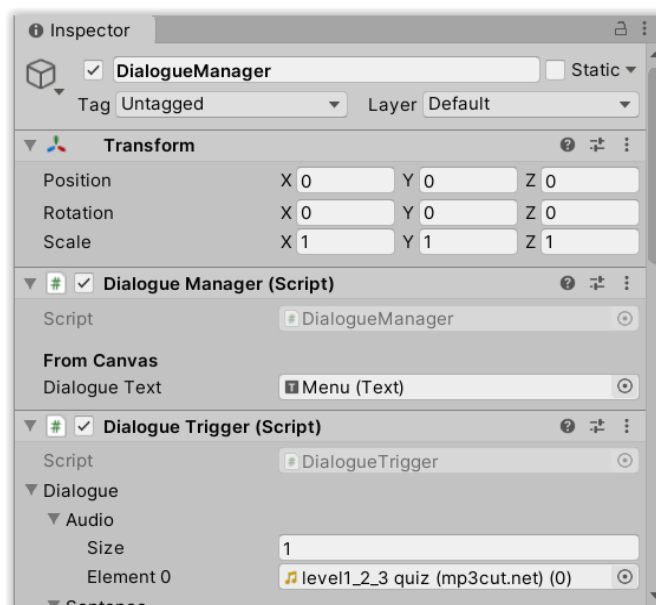 Inspector
DialogueManager Static
Tag Untagged Layer Default
Transform
Position X 0 Y 0 Z 0
Rotation X 0 Y 0 Z 0
Scale X 1 Y 1 Z 1
# Dialogue Manager (Script)
Script # DialogueManager
From Canvas
Dialogue Text T Menu (Text)
# Dialogue Trigger (Script)
Script # DialogueTrigger
Dialogue
Audio
Size 1
Element 0 level1_2_3 quiz (mp3cut.net) (0)
Sentence